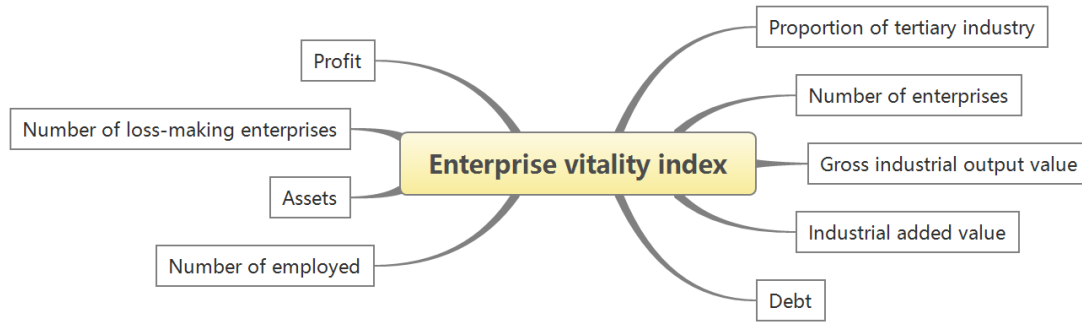 Proportion of tertiary industry
Profit
Number of enterprises
Number of loss-making enterprises
Enterprise vitality index
Gross industrial output value
Assets
Industrial added value
Number of employed
Debt